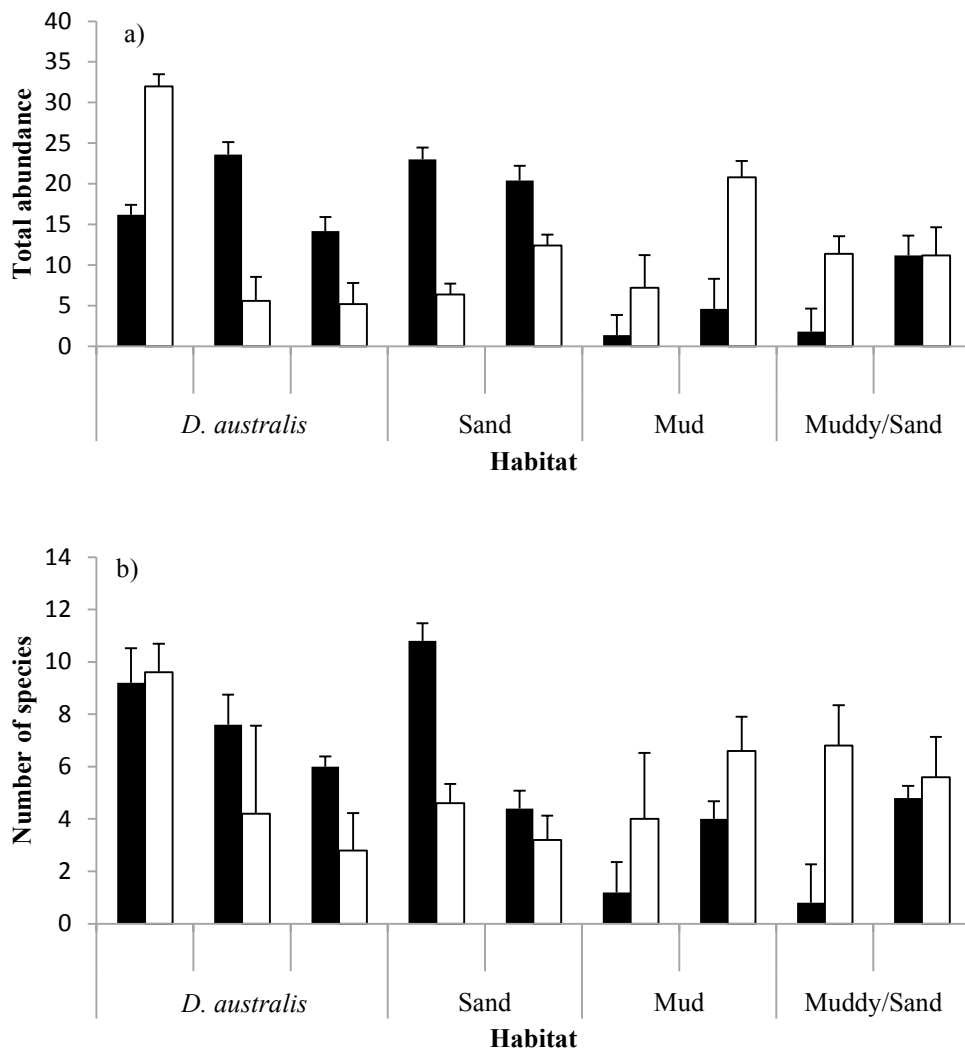 a)
Total abundance
40
35
30
25
20
15
10
5
0
D. australis Sand Mud Muddy/Sand
Habitat
b)
Number of species
14
12
10
8
6
4
2
0
D. australis Sand Mud Muddy/Sand
Habitat